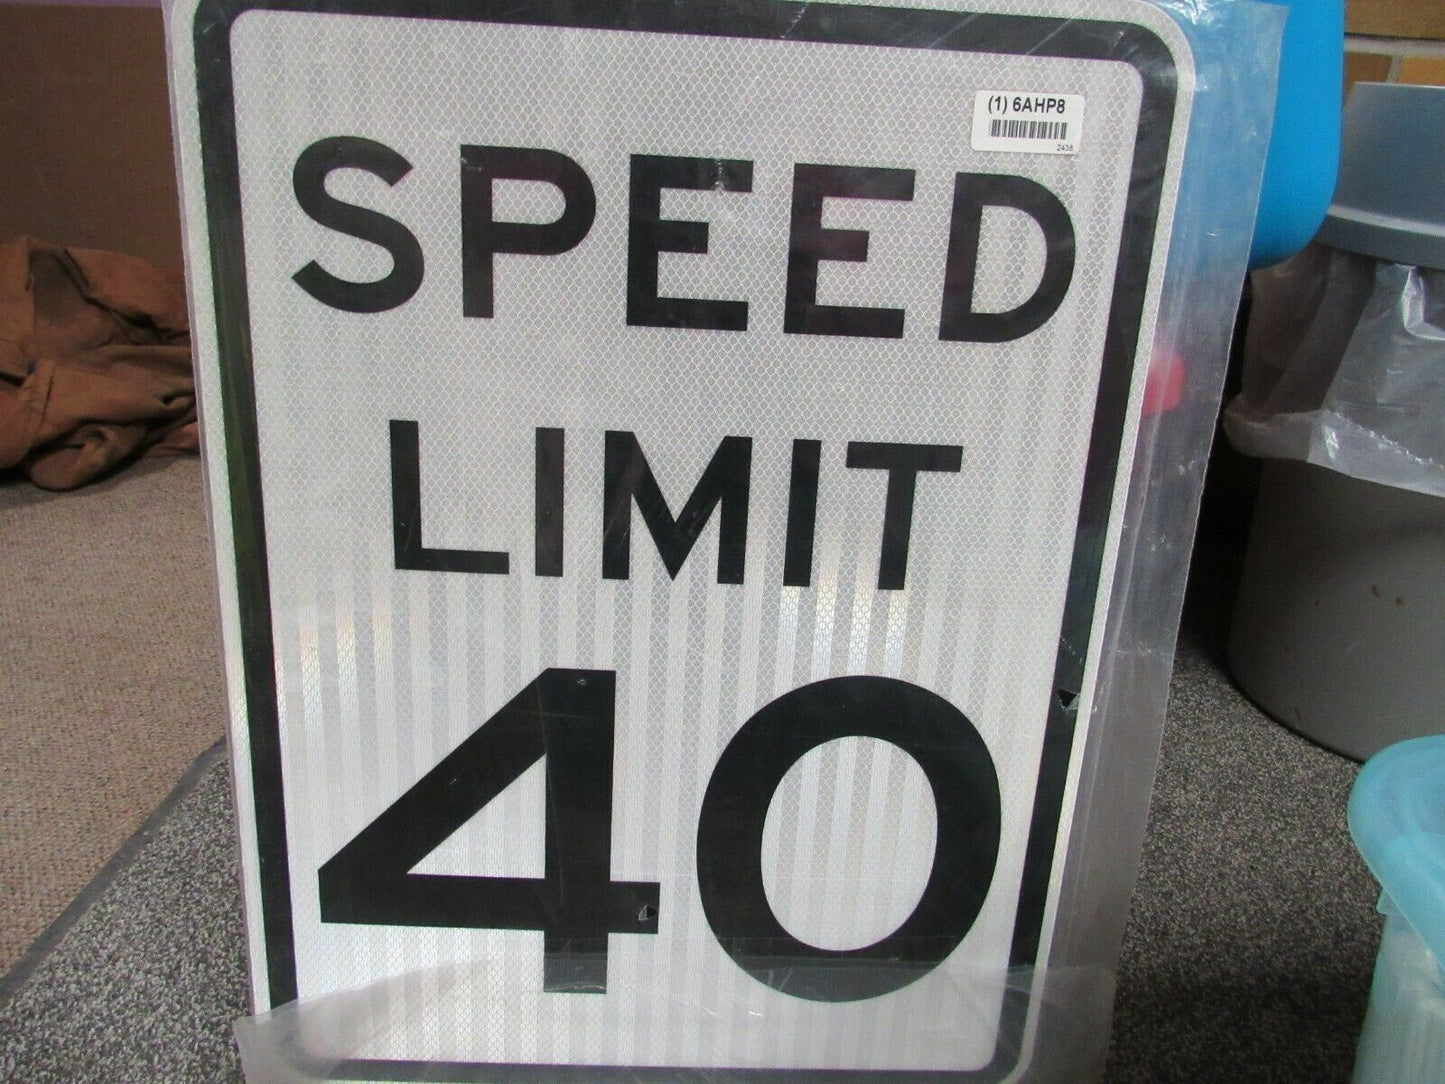 (1) 6AHP8
2438
SPEED
LIMIT
40